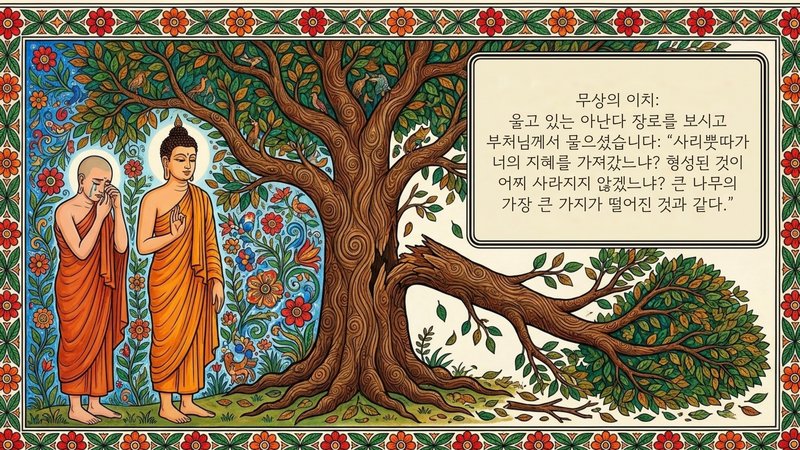 무상의 이치:
울고 있는 아난다 장로를 보시고
부처님께서 물으셨습니다: “사리뿟따가
너의 지혜를 가져갔느냐? 형성된 것이
어찌 사라지지 않겠느냐? 큰 나무의
가장 큰 가지가 떨어진 것과 같다.”